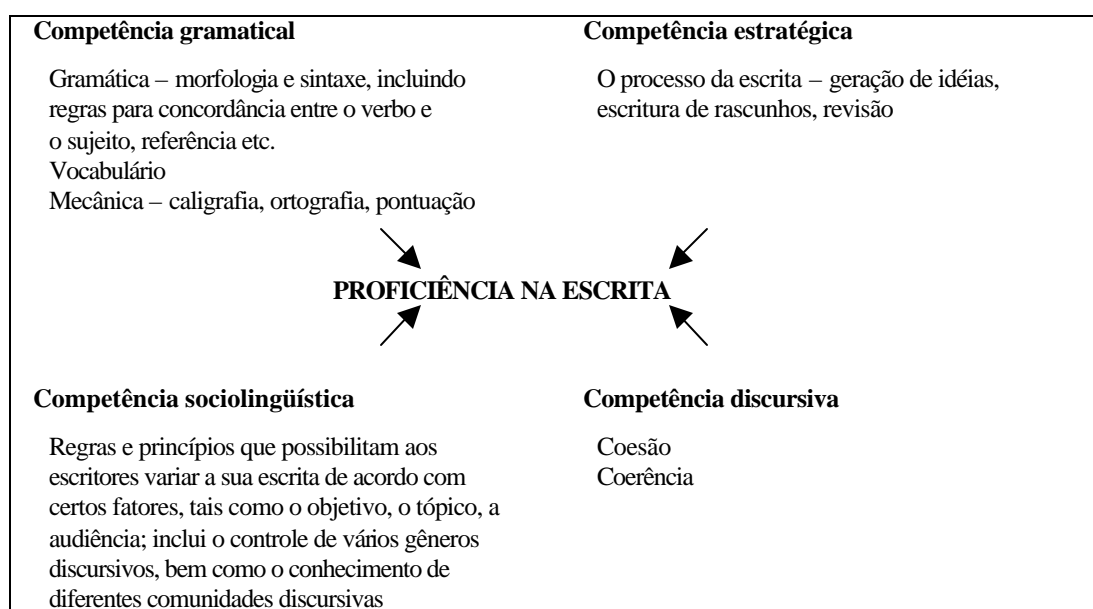 Competência gramatical
Gramática – morfologia e sintaxe, incluindo
regras para concordância entre o verbo e
o sujeito, referência etc.
Vocabulário
Mecânica – caligrafia, ortografia, pontuação
Competência estratégica
O processo da escrita – geração de idéias,
escritura de rascunhos, revisão
PROFICIÊNCIA NA ESCRITA
Competência sociolingüística
Regras e princípios que possibilitam aos
escritores variar a sua escrita de acordo com
certos fatores, tais como o objetivo, o tópico, a
audiência; inclui o controle de vários gêneros
discursivos, bem como o conhecimento de
diferentes comunidades discursivas
Competência discursiva
Coesão
Coerência